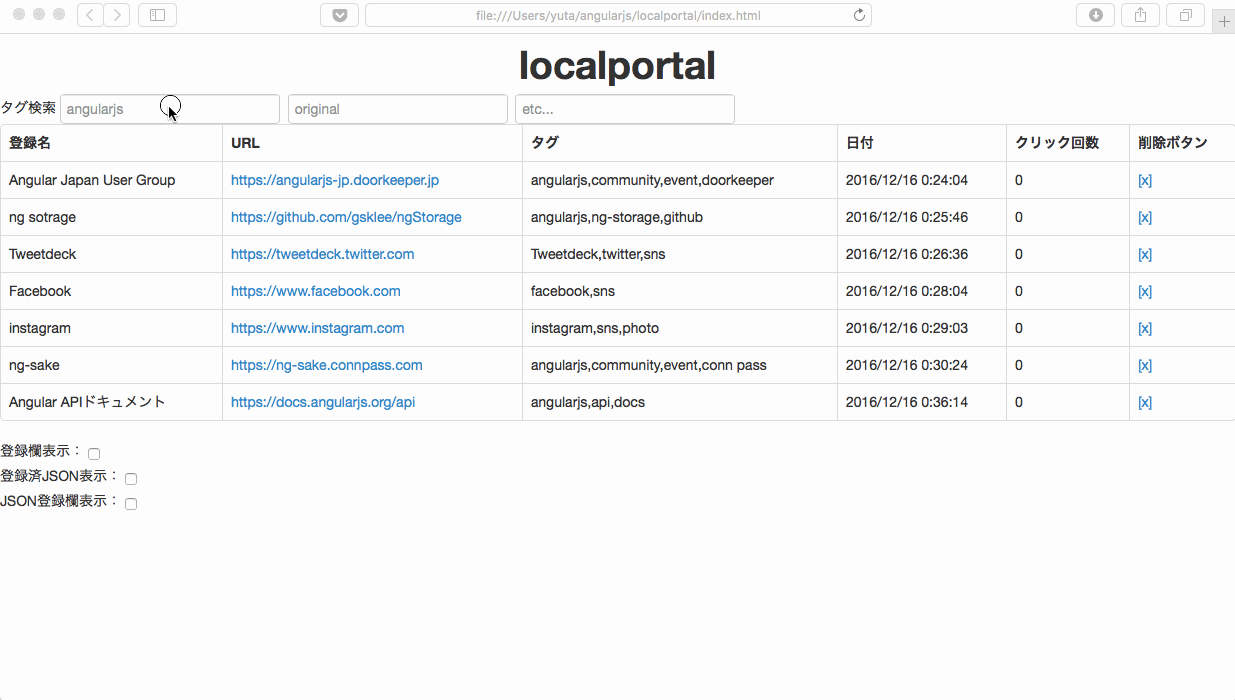 file:///Users/yuta/angularjs/localportal/index.html
localportal
タグ検索 angularjs original etc...
登録名 URL タグ 日付 クリック回数 削除ボタン
Angular Japan User Group https://angularjs-jp.doorkeeper.jp angularjs,community,event,doorkeeper 2016/12/16 0:24:04 0 [x]
ng sotrage https://github.com/gsklee/ngStorage angularjs,ng-storage,github 2016/12/16 0:25:46 0 [x]
Tweetdeck https://tweetdeck.twitter.com Tweetdeck,twitter,sns 2016/12/16 0:26:36 0 [x]
Facebook https://www.facebook.com facebook,sns 2016/12/16 0:28:04 0 [x]
instagram https://www.instagram.com instagram,sns,photo 2016/12/16 0:29:03 0 [x]
ng-sake https://ng-sake.connpass.com angularjs,community,event,conn pass 2016/12/16 0:30:24 0 [x]
Angular APIドキュメント https://docs.angularjs.org/api angularjs,api,docs 2016/12/16 0:36:14 0 [x]
登録欄表示：
登録済JSON表示：
JSON登録欄表示：